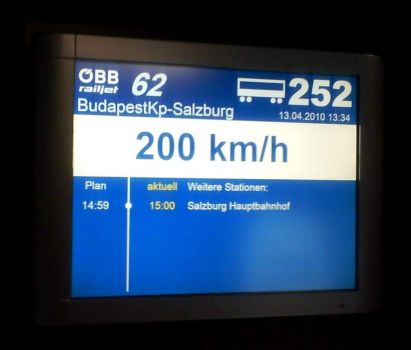 ÖBB 62 252
railjet
BudapestKp-Salzburg 13.04.2010 13:34
200 km/h
Plan aktuell Weitere Stationen:
14:59 15:00 Salzburg Hauptbahnhof